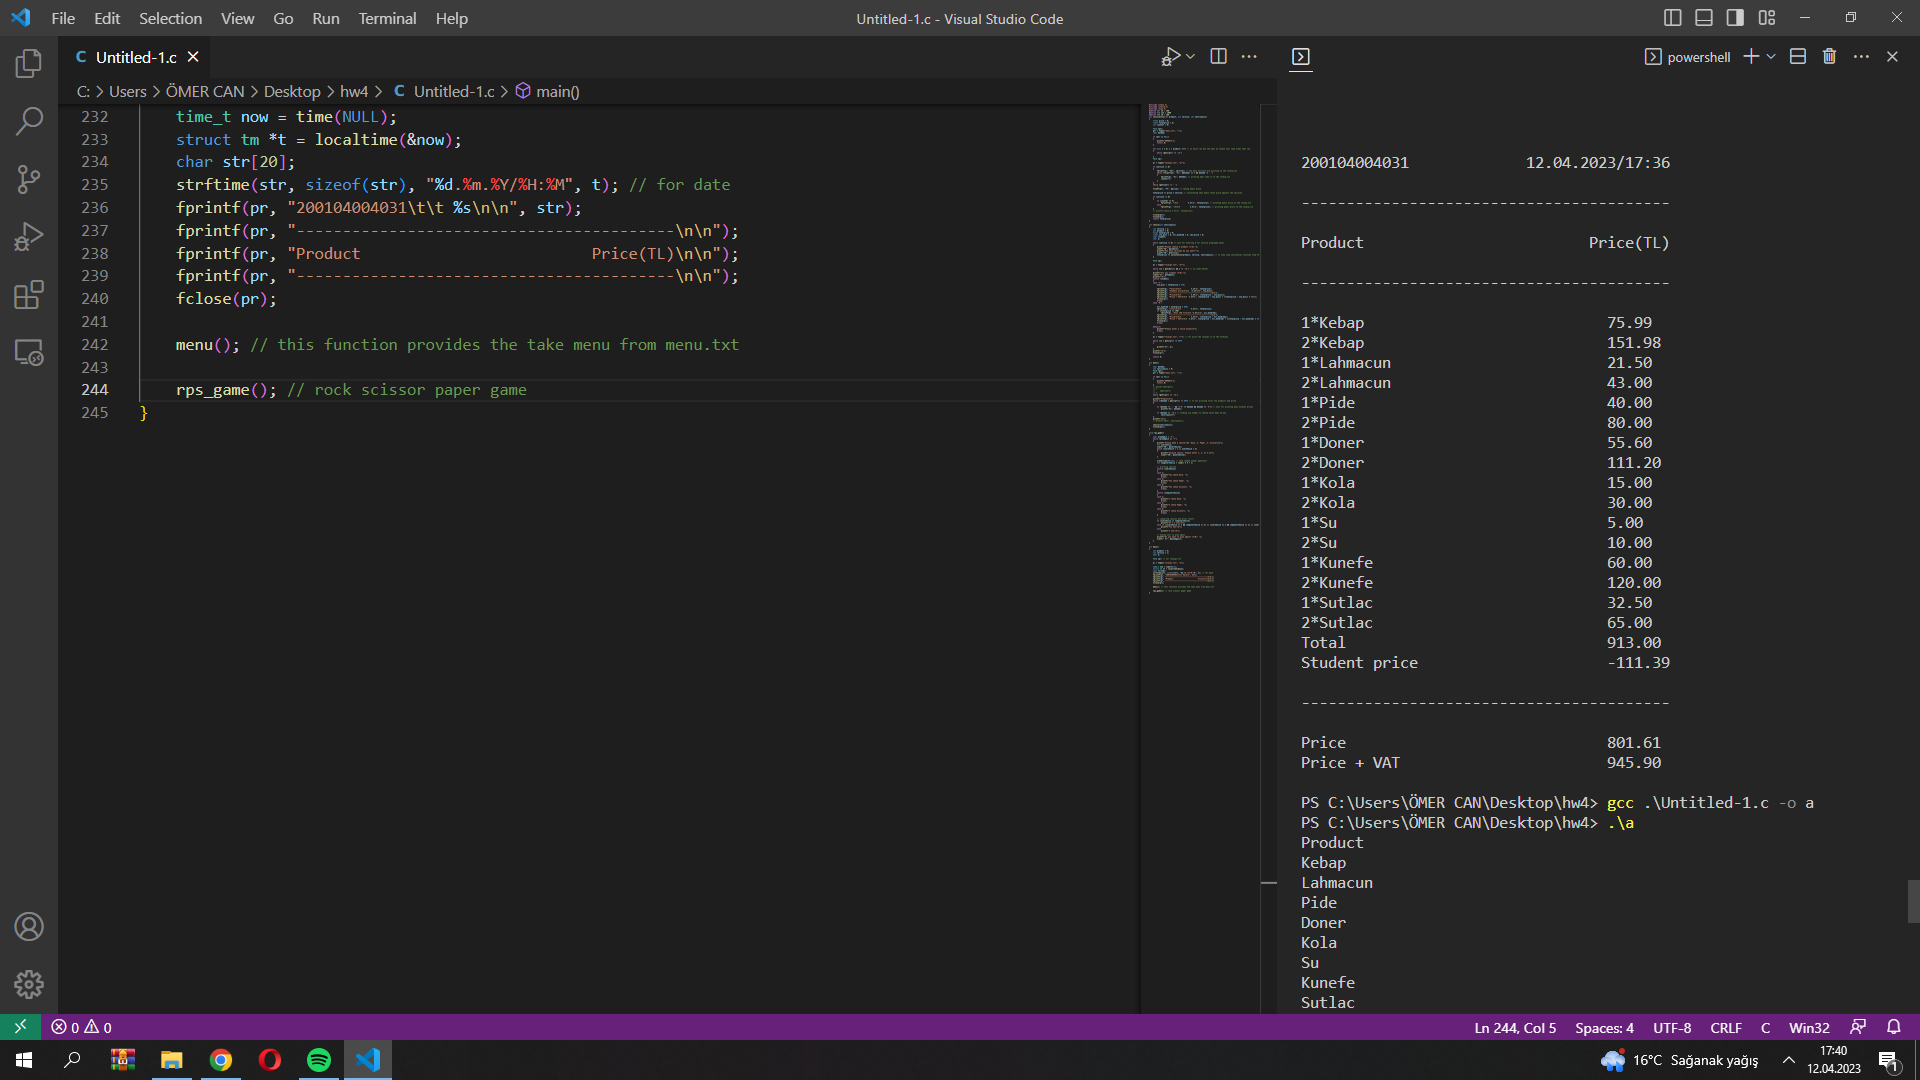 File Edit Selection View Go Run Terminal Help
Untitled-1.c - Visual Studio Code
C Untitled-1.c
C: > Users > ÖMER CAN > Desktop > hw4 > C Untitled-1.c > main()
232 time_t now = time(NULL);
233 struct tm *t = localtime(&now);
234 char str[20];
235 strftime(str, sizeof(str), "%d.%m.%Y/%H:%M", t); // for date
236 fprintf(pr, "200104004031\t\t %s\n\n", str);
237 fprintf(pr, "-----------------------------------------\n\n");
238 fprintf(pr, "Product                         Price(TL)\n\n");
239 fprintf(pr, "-----------------------------------------\n\n");
240 fclose(pr);
241
242 menu(); // this function provides the take menu from menu.txt
243
244 rps_game(); // rock scissor paper game
245 }
powershell
200104004031 12.04.2023/17:36
-----------------------------------------
Product Price(TL)
-----------------------------------------
1*Kebap 75.99
2*Kebap 151.98
1*Lahmacun 21.50
2*Lahmacun 43.00
1*Pide 40.00
2*Pide 80.00
1*Doner 55.60
2*Doner 111.20
1*Kola 15.00
2*Kola 30.00
1*Su 5.00
2*Su 10.00
1*Kunefe 60.00
2*Kunefe 120.00
1*Sutlac 32.50
2*Sutlac 65.00
Total 913.00
Student price -111.39
-----------------------------------------
Price 801.61
Price + VAT 945.90
PS C:\Users\ÖMER CAN\Desktop\hw4> gcc .\Untitled-1.c -o a
PS C:\Users\ÖMER CAN\Desktop\hw4> .\a
Product
Kebap
Lahmacun
Pide
Doner
Kola
Su
Kunefe
Sutlac
0 0
Ln 244, Col 5 Spaces: 4 UTF-8 CRLF C Win32
16°C Sağanak yağış
17:40
12.04.2023
1